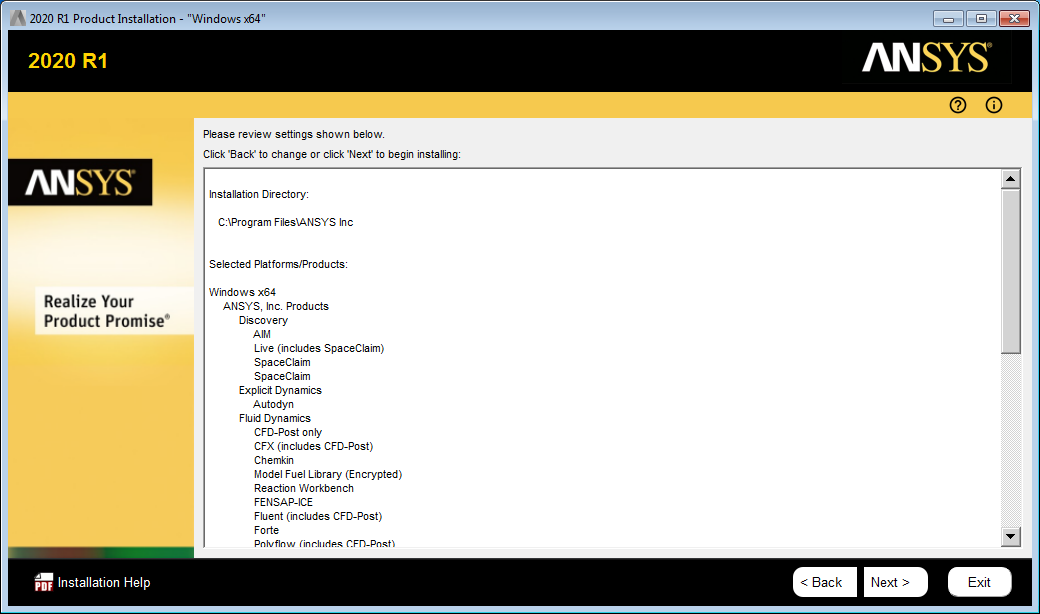 2020 R1 Product Installation - "Windows x64"
2020 R1
ANSYS®
Please review settings shown below.
Click 'Back' to change or click 'Next' to begin installing:
ANSYS®
Realize Your
Product Promise®
Installation Directory:
C:\Program Files\ANSYS Inc
Selected Platforms/Products:
Windows x64
ANSYS, Inc. Products
Discovery
AIM
Live (includes SpaceClaim)
SpaceClaim
SpaceClaim
Explicit Dynamics
Autodyn
Fluid Dynamics
CFD-Post only
CFX (includes CFD-Post)
Chemkin
Model Fuel Library (Encrypted)
Reaction Workbench
FENSAP-ICE
Fluent (includes CFD-Post)
Forte
Polyflow (includes CFD-Post)
PDF Installation Help
< Back
Next >
Exit